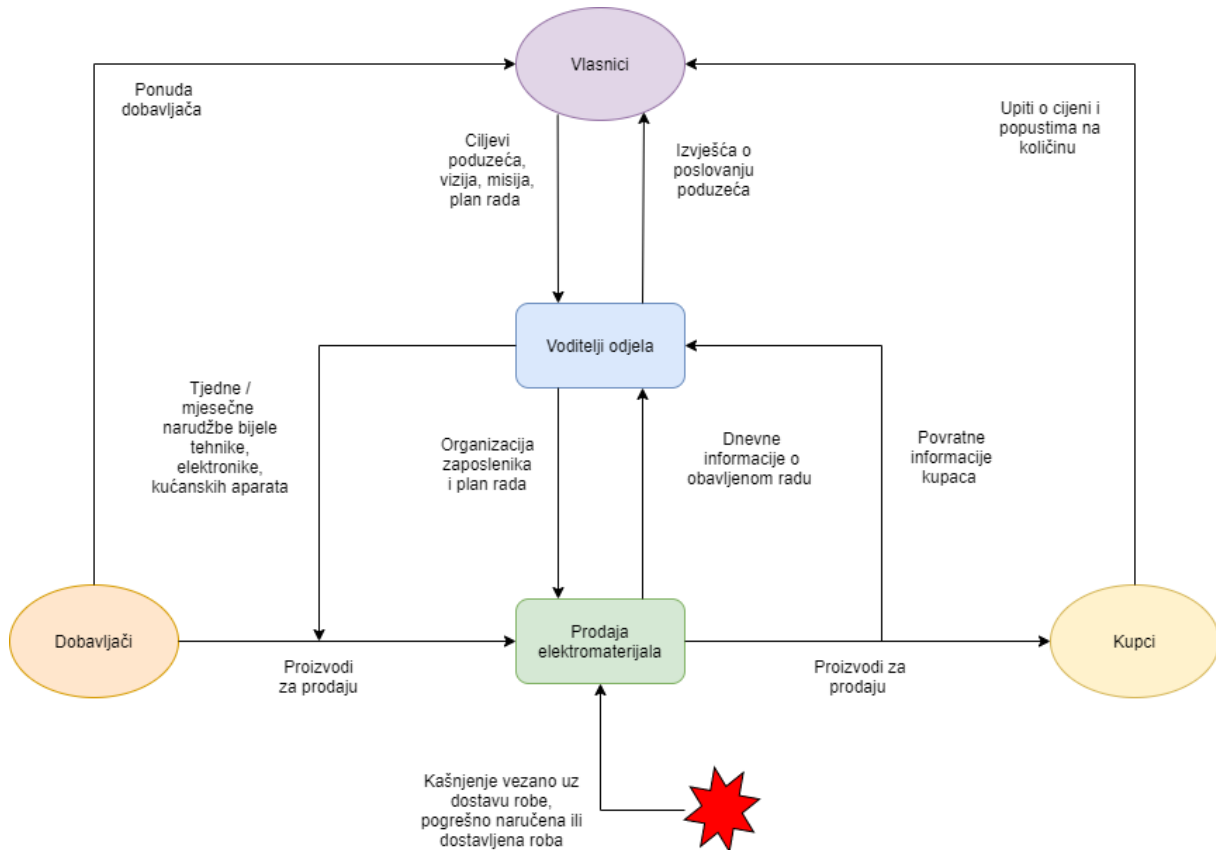 Vlasnici
Ponuda
dobavljača
Upiti o cijeni i
popustima na
količinu
Ciljevi
poduzeća,
vizija, misija,
plan rada
Izvješća o
poslovanju
poduzeća
Voditelji odjela
Tjedne /
mjesečne
narudžbe bijele
tehnike,
elektronike,
kućanskih aparata
Organizacija
zaposlenika
i plan rada
Dnevne
informacije o
obavljenom radu
Povratne
informacije
kupaca
Dobavljači
Prodaja
elektromaterijala
Kupci
Proizvodi
za prodaju
Proizvodi za
prodaju
Kašnjenje vezano uz
dostavu robe,
pogrešno naručena ili
dostavljena roba